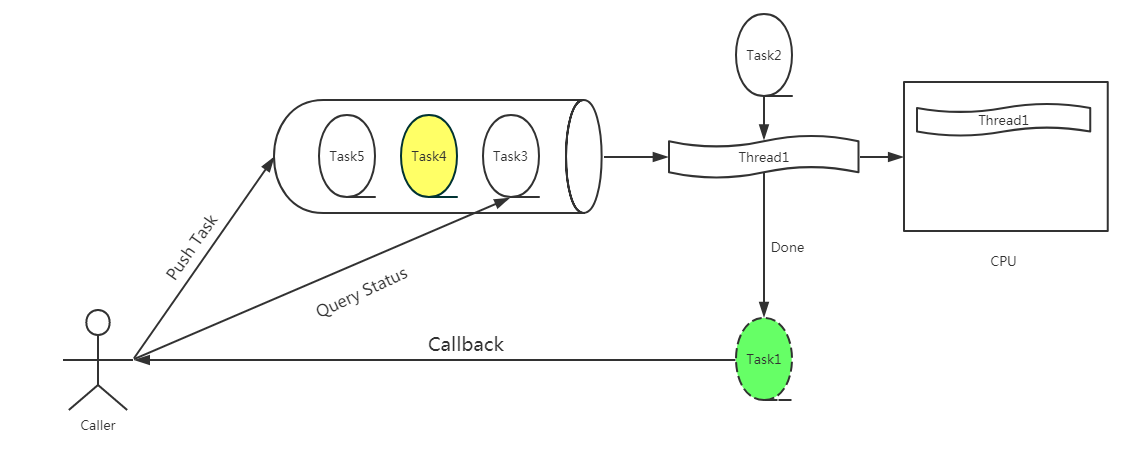 Task2
Thread1
Task5
Task4
Task3
Thread1
Push Task
Done
CPU
Query Status
Callback
Task1
Caller